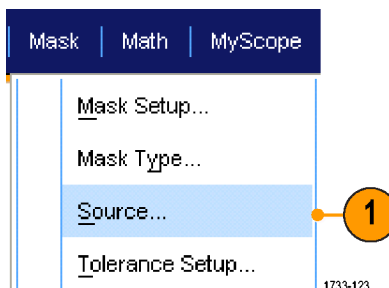 Mask Math MyScope
Mask Setup...
Mask Type...
Source...
1
Tolerance Setup...
1733-123